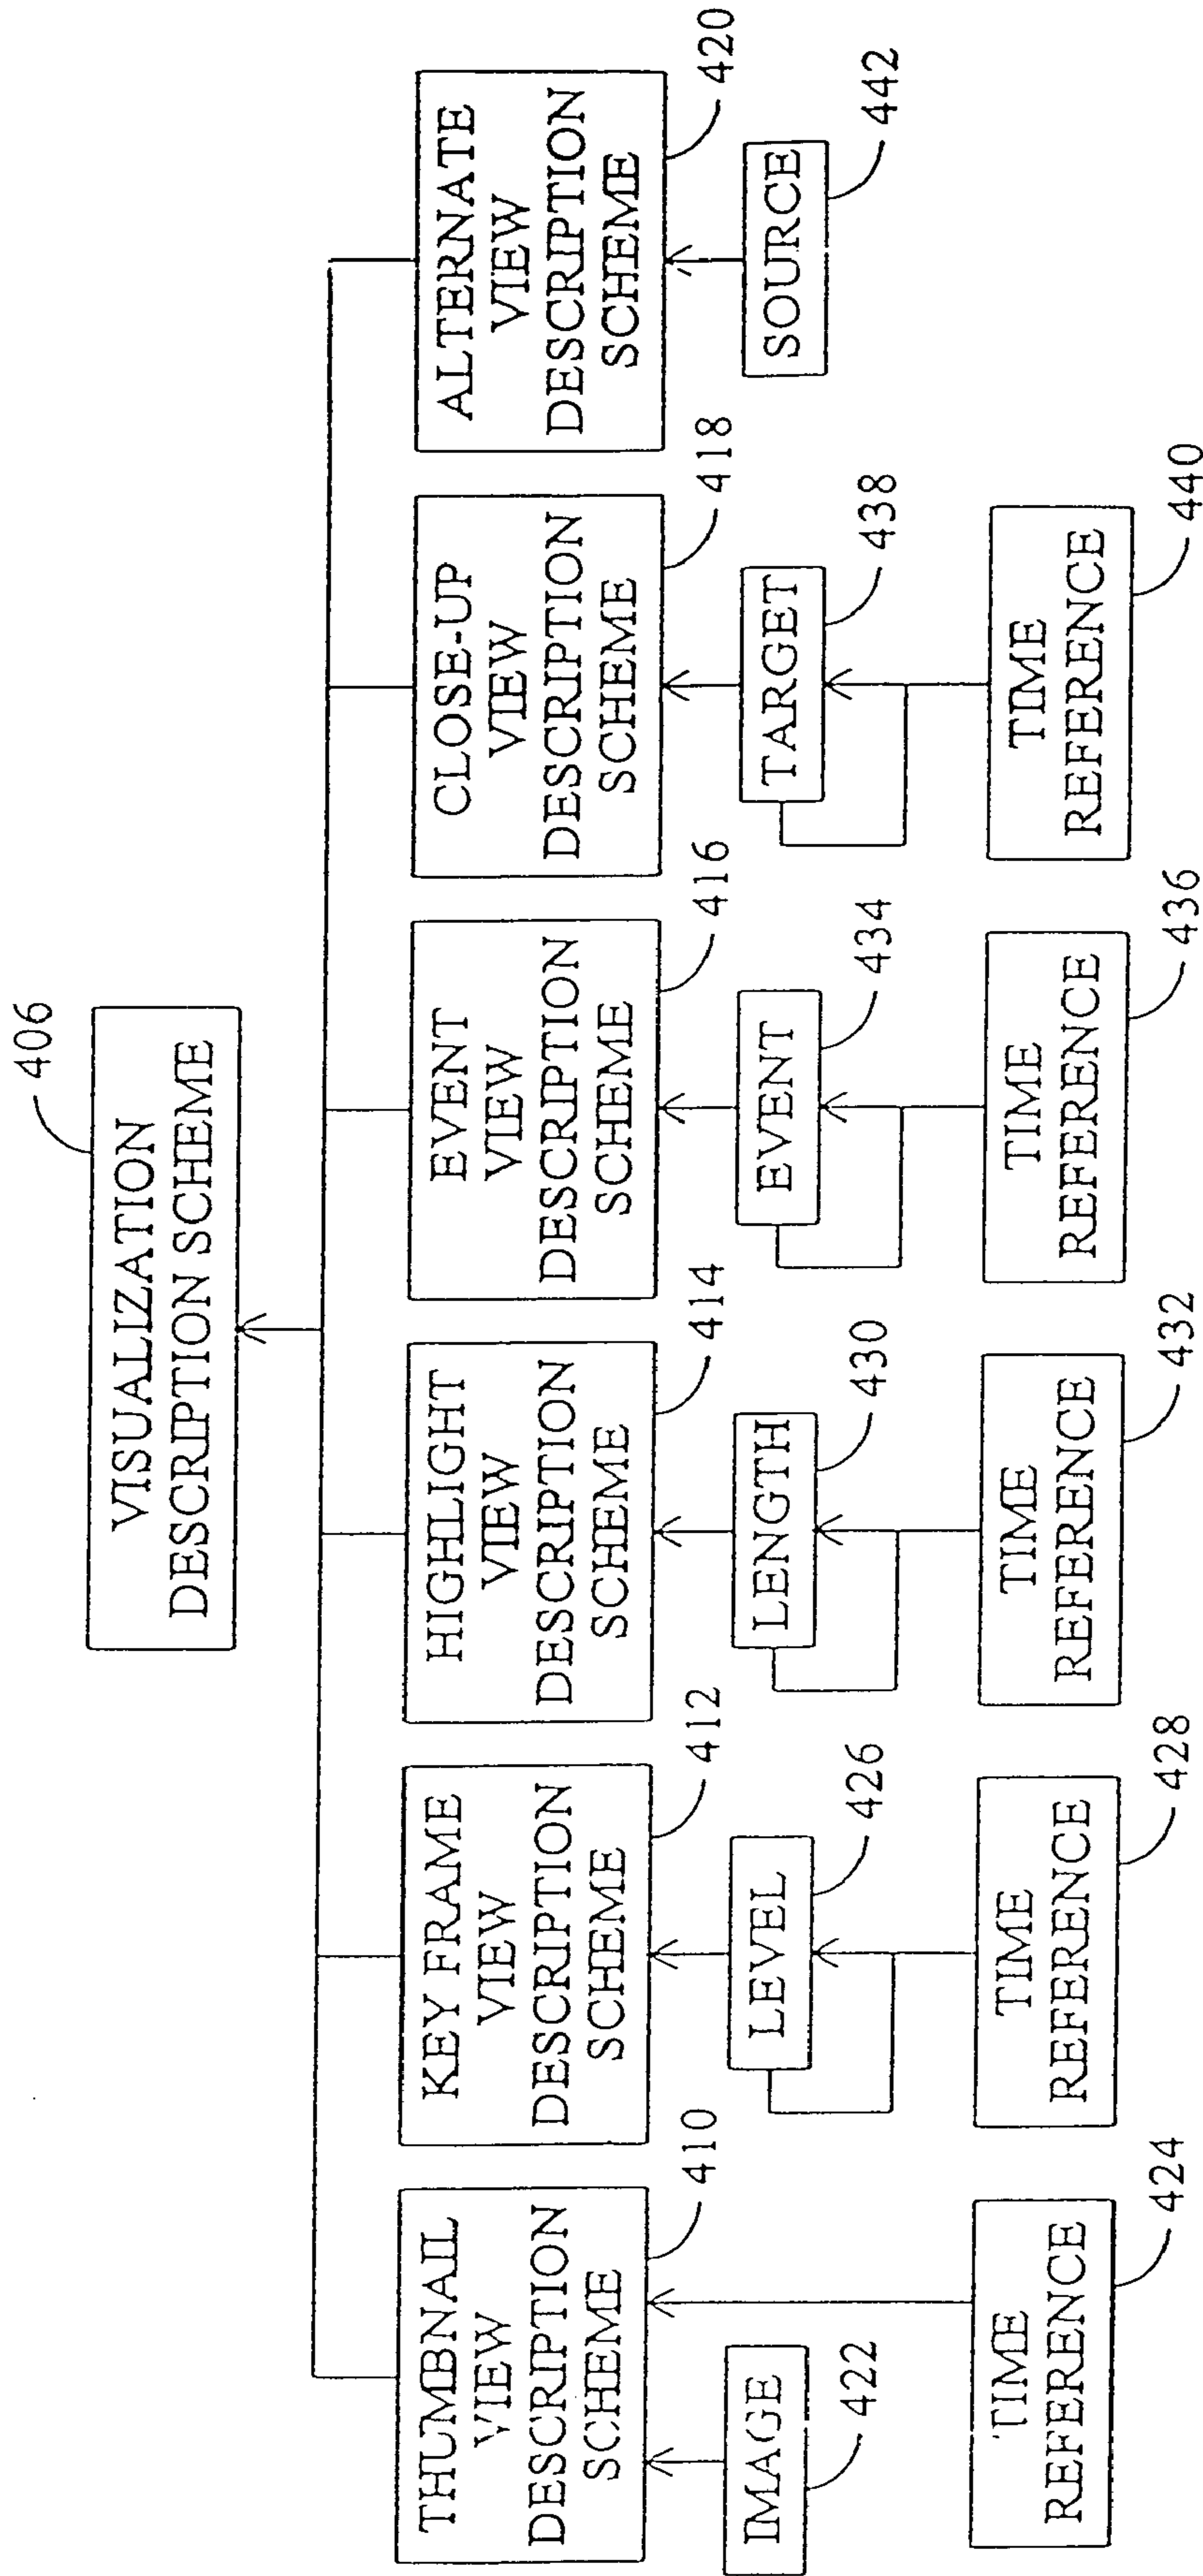 406
VISUALIZATION
DESCRIPTION SCHEME
THUMBNAIL
VIEW
DESCRIPTION
SCHEME
410
KEY FRAME
VIEW
DESCRIPTION
SCHEME
412
HIGHLIGHT
VIEW
DESCRIPTION
SCHEME
414
EVENT
VIEW
DESCRIPTION
SCHEME
416
CLOSE-UP
VIEW
DESCRIPTION
SCHEME
418
ALTERNATE
VIEW
DESCRIPTION
SCHEME
420
IMAGE
422
LEVEL
426
LENGTH
430
EVENT
434
TARGET
438
SOURCE
442
TIME
REFERENCE
424
TIME
REFERENCE
428
TIME
REFERENCE
432
TIME
REFERENCE
436
TIME
REFERENCE
440